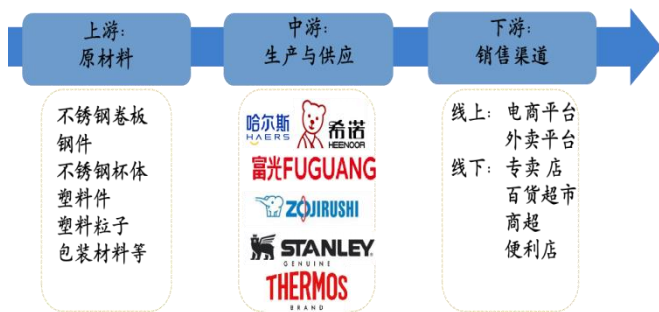 上游：
原材料
不锈钢卷板
钢件
不锈钢杯体
塑料件
塑料粒子
包装材料等
中游：
生产与供应
哈尔斯
HAERS
希诺
HEENOOR
富光FUGUANG
ZOJIRUSHI
STANLEY
GENUINE
THERMOS
BRAND
下游：
销售渠道
线上：电商平台
外卖平台
线下：专卖店
百货超市
商超
便利店